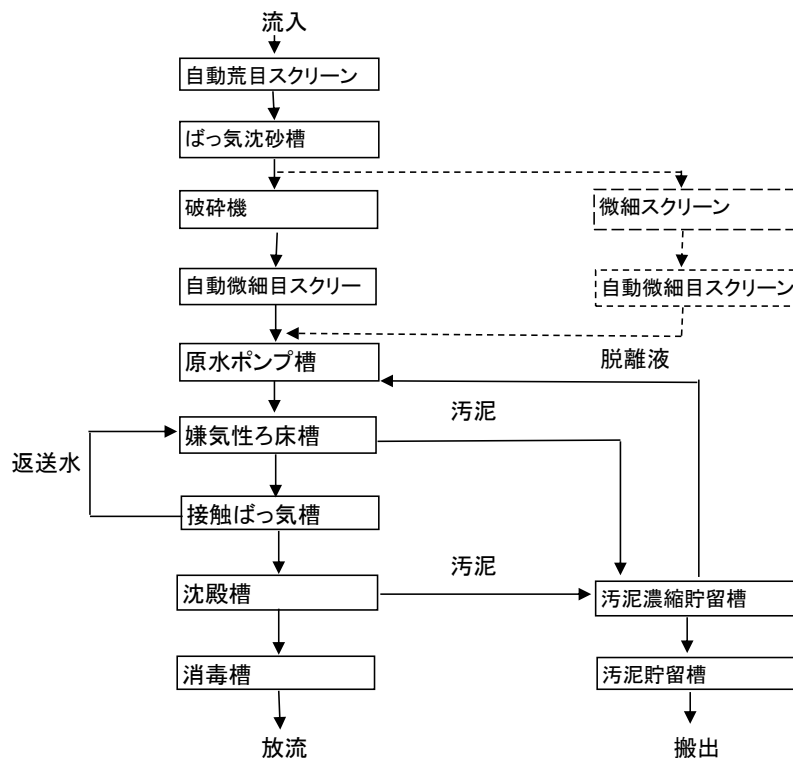 流入
自動荒目スクリーン
ばっ気沈砂槽
破砕機
微細スクリーン
自動微細目スクリー
自動微細目スクリーン
原水ポンプ槽
脱離液
汚泥
嫌気性ろ床槽
返送水
接触ばっ気槽
汚泥
沈殿槽
汚泥濃縮貯留槽
消毒槽
汚泥貯留槽
放流
搬出